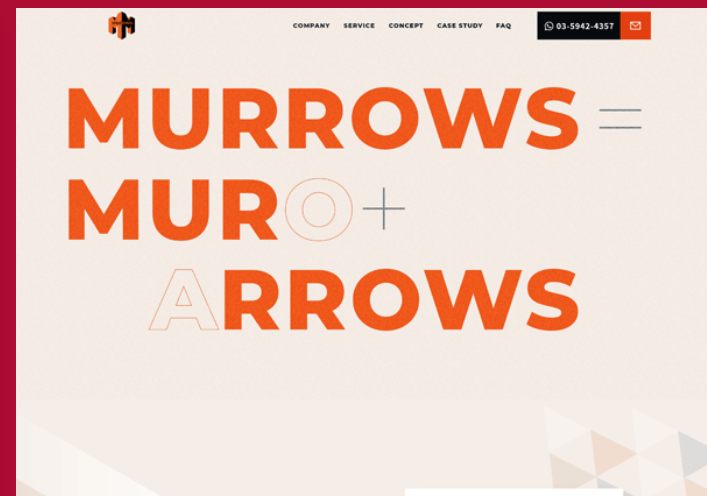 COMPANY SERVICE CONCEPT CASE STUDY FAQ 03-5942-4357
MURROWS =
MURO +
ARROWS